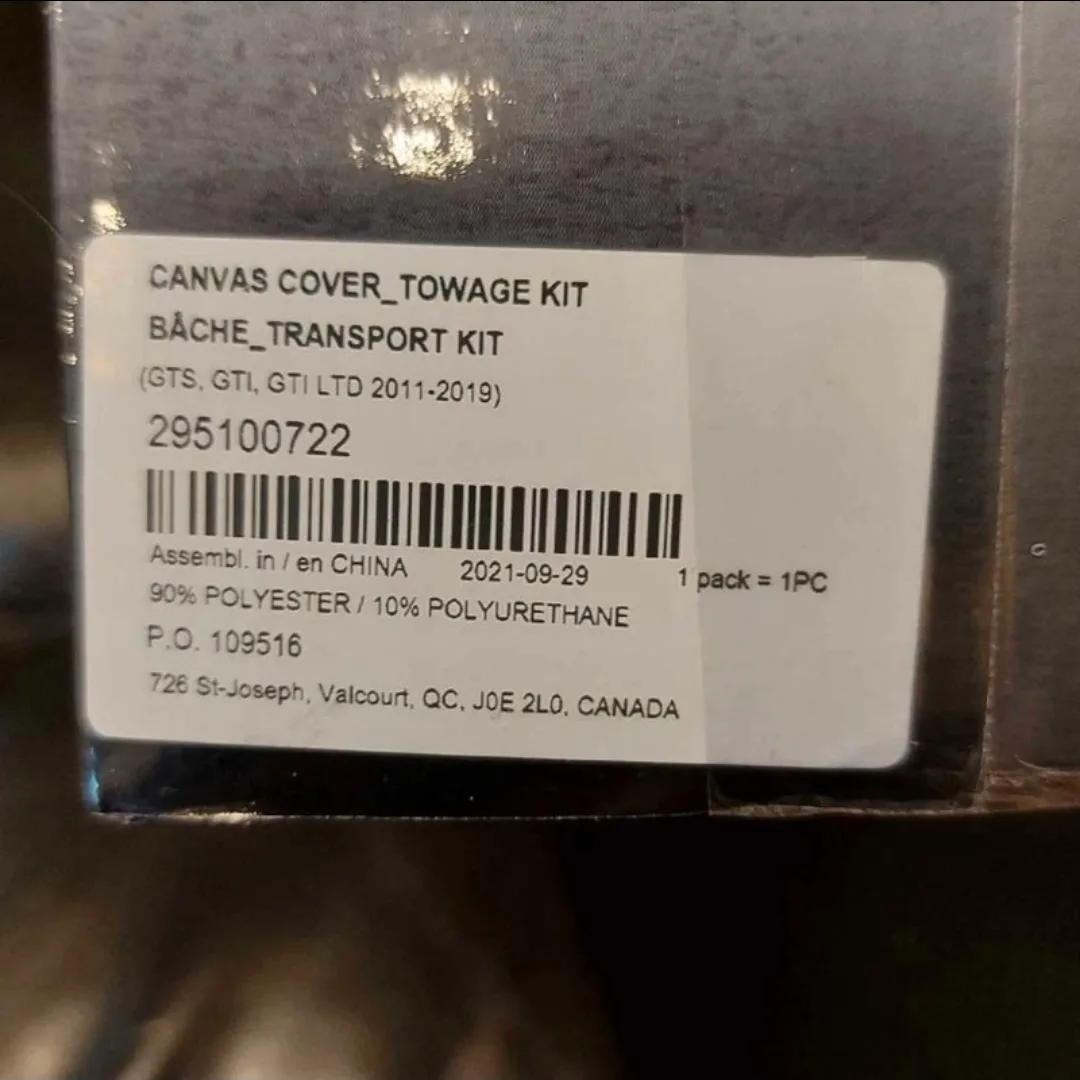 CANVAS COVER_TOWAGE KIT
BÂCHE_TRANSPORT KIT
(GTS, GTI, GTI LTD 2011-2019)
295100722
Assembl. in / en CHINA 2021-09-29 1 pack = 1PC
90% POLYESTER / 10% POLYURETHANE
P.O. 109516
726 St-Joseph, Valcourt, QC, J0E 2L0, CANADA